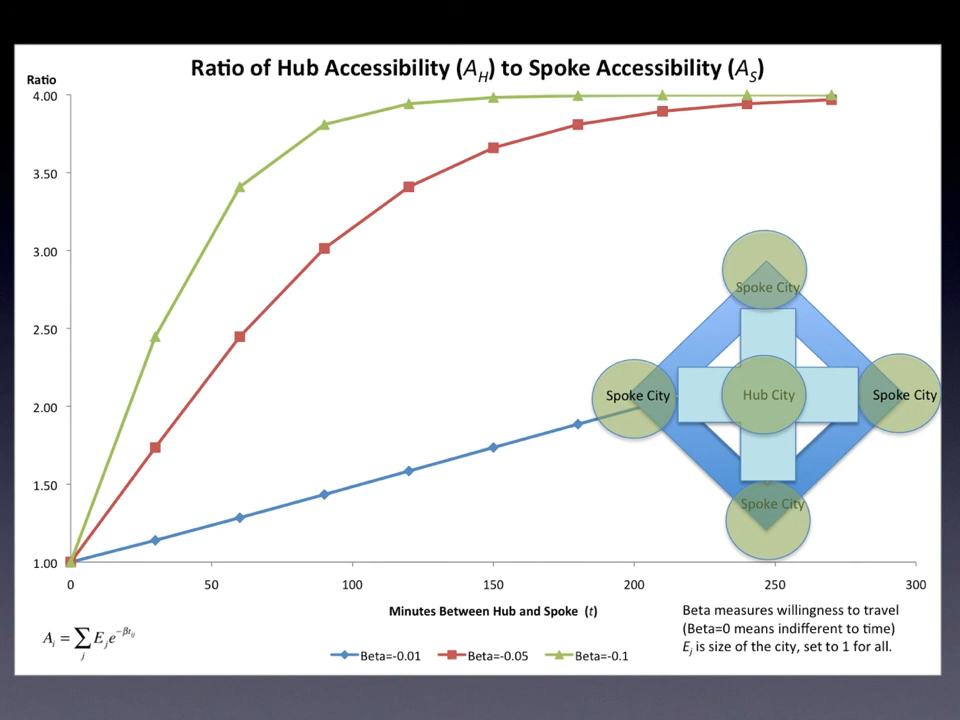 Ratio of Hub Accessibility (A_H) to Spoke Accessibility (A_S)
Ratio
4.00
3.50
3.00
2.50
2.00
1.50
1.00
0
50
100
150
200
250
300
Minutes Between Hub and Spoke (t)
Spoke City
Spoke City
Hub City
Spoke City
Spoke City
A_i = ∑_j E_j e^{-βt_{ij}}
Beta=-0.01
Beta=-0.05
Beta=-0.1
Beta measures willingness to travel
(Beta=0 means indifferent to time)
E_j is size of the city, set to 1 for all.